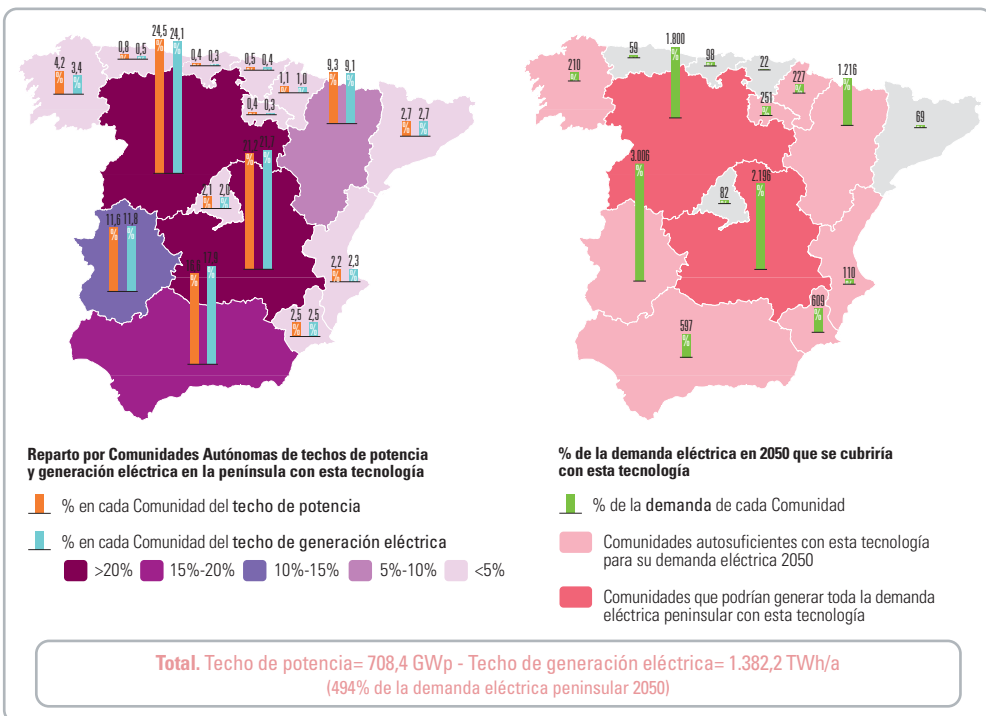 24,5 % 24,1 %
0,8 % 0,5 %
0,4 % 0,3 %
0,5 % 0,4 %
4,2 % 3,4 %
1,1 % 1,0 %
9,3 % 9,1 %
0,4 % 0,3 %
2,7 % 2,7 %
21,2 % 21,7 %
2,1 % 2,0 %
11,6 % 11,8 %
% 17,9 %
2,2 % 2,3 %
2,5 % 2,5 %
Reparto por Comunidades Autónomas de techos de potencia
y generación eléctrica en la península con esta tecnología
% en cada Comunidad del techo de potencia
% en cada Comunidad del techo de generación eléctrica
>20% 15%-20% 10%-15% 5%-10% <5%
1.800 %
59
98
22
210 %
227 %
1.216 %
251 %
69
3.006 %
2.196 %
82
110
609 %
597 %
% de la demanda eléctrica en 2050 que se cubriría
con esta tecnología
% de la demanda de cada Comunidad
Comunidades autosuficientes con esta tecnología
para su demanda eléctrica 2050
Comunidades que podrían generar toda la demanda
eléctrica peninsular con esta tecnología
Total. Techo de potencia= 708,4 GWp - Techo de generación eléctrica= 1.382,2 TWh/a
(494% de la demanda eléctrica peninsular 2050)